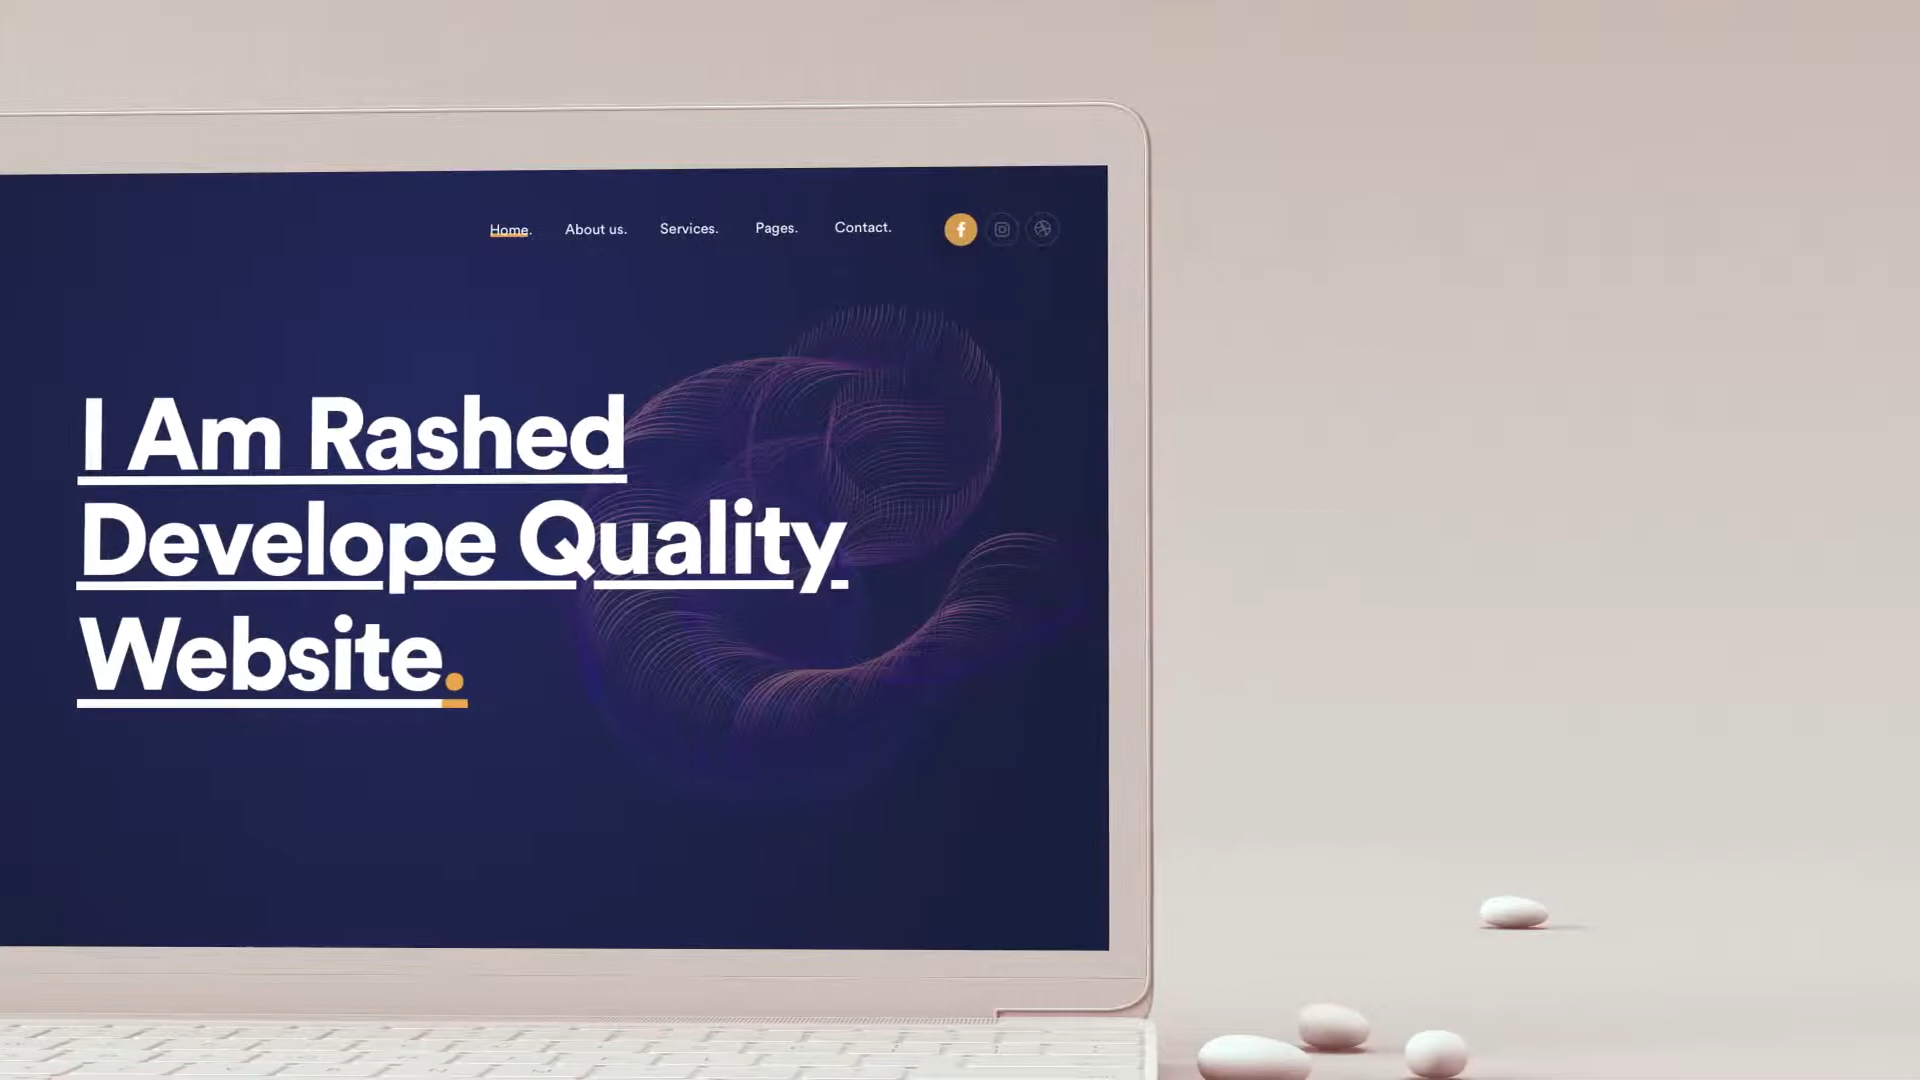 Home. About us. Services. Pages. Contact.
I Am Rashed
Develope Quality
Website.